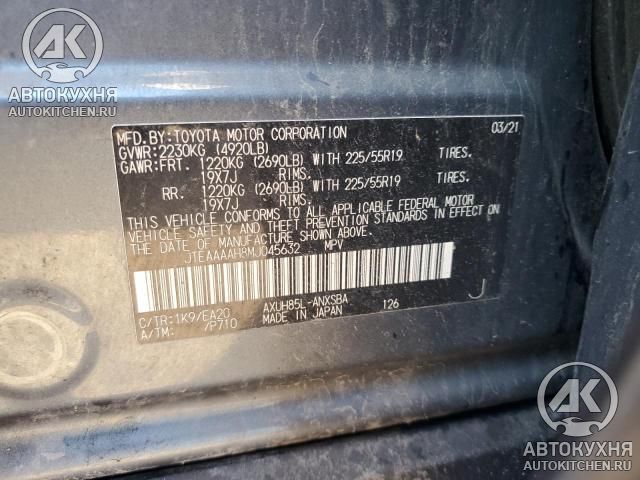 АК
АВТОКУХНЯ
AUTOKITCHEN.RU
MFD.BY:TOYOTA MOTOR CORPORATION 03/21
GVWR:2230KG (4920LB)
GAWR:FRT. 1220KG (2690LB) WITH 225/55R19 TIRES.
19X7J RIMS.
RR. 1220KG (2690LB) WITH 225/55R19 TIRES.
19X7J RIMS.
THIS VEHICLE CONFORMS TO ALL APPLICABLE FEDERAL MOTOR
VEHICLE SAFETY AND THEFT PREVENTION STANDARDS IN EFFECT ON
THE DATE OF MANUFACTURE SHOWN ABOVE.
JTEAAAAH8MJ045632 MPV
C/TR:1K9/EA20 AXUH85L-ANXSBA 126 J
A/TM: /P710 MADE IN JAPAN
АК
АВТОКУХНЯ
AUTOKITCHEN.RU